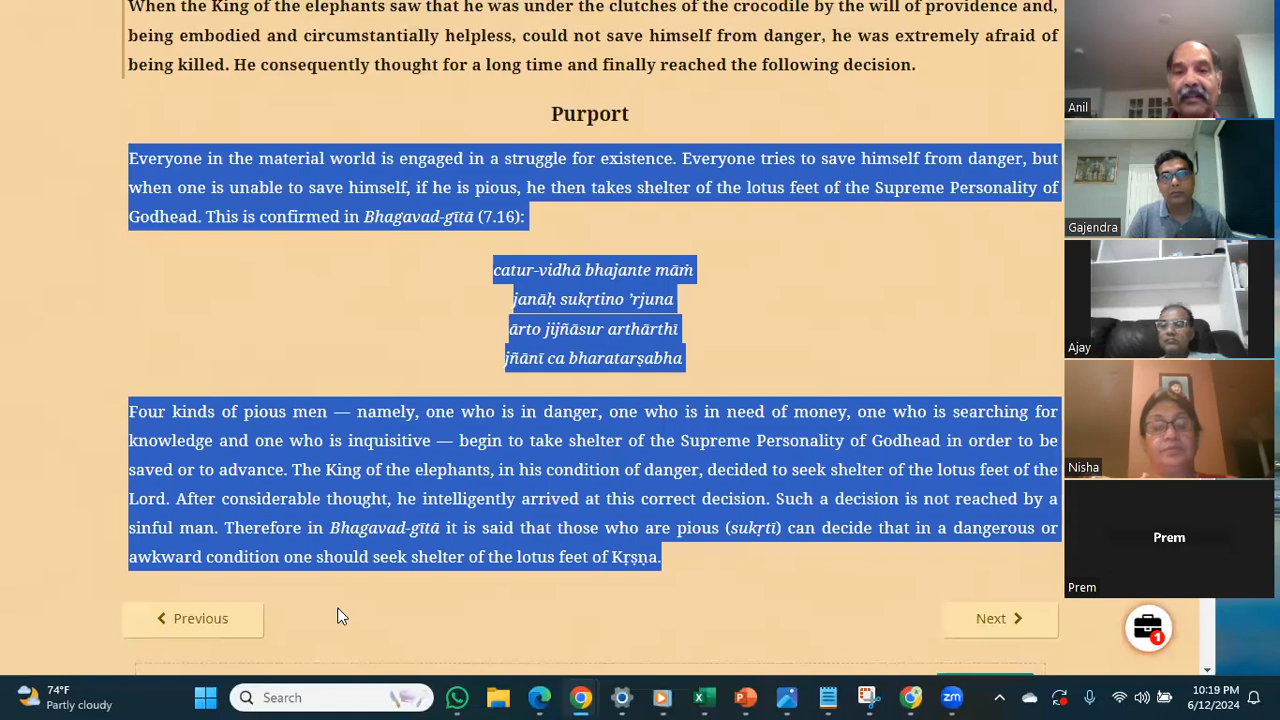 When the King of the elephants saw that he was under the clutches of the crocodile by the will of providence and,
being embodied and circumstantially helpless, could not save himself from danger, he was extremely afraid of
being killed. He consequently thought for a long time and finally reached the following decision.
Purport
Everyone in the material world is engaged in a struggle for existence. Everyone tries to save himself from danger, but
when one is unable to save himself, if he is pious, he then takes shelter of the lotus feet of the Supreme Personality of
Godhead. This is confirmed in Bhagavad-gītā (7.16):
catur-vidhā bhajante māṁ
janāḥ sukṛtino ’rjuna
ārto jijñāsur arthārthī
jñānī ca bharatarṣabha
Four kinds of pious men — namely, one who is in danger, one who is in need of money, one who is searching for
knowledge and one who is inquisitive — begin to take shelter of the Supreme Personality of Godhead in order to be
saved or to advance. The King of the elephants, in his condition of danger, decided to seek shelter of the lotus feet of the
Lord. After considerable thought, he intelligently arrived at this correct decision. Such a decision is not reached by a
sinful man. Therefore in Bhagavad-gītā it is said that those who are pious (sukṛtī) can decide that in a dangerous or
awkward condition one should seek shelter of the lotus feet of Kṛṣṇa.
Previous
Next
Anil
Gajendra
Ajay
Nisha
Prem
Prem
1
74°F
Partly cloudy
Search
zm
10:19 PM
6/12/2024